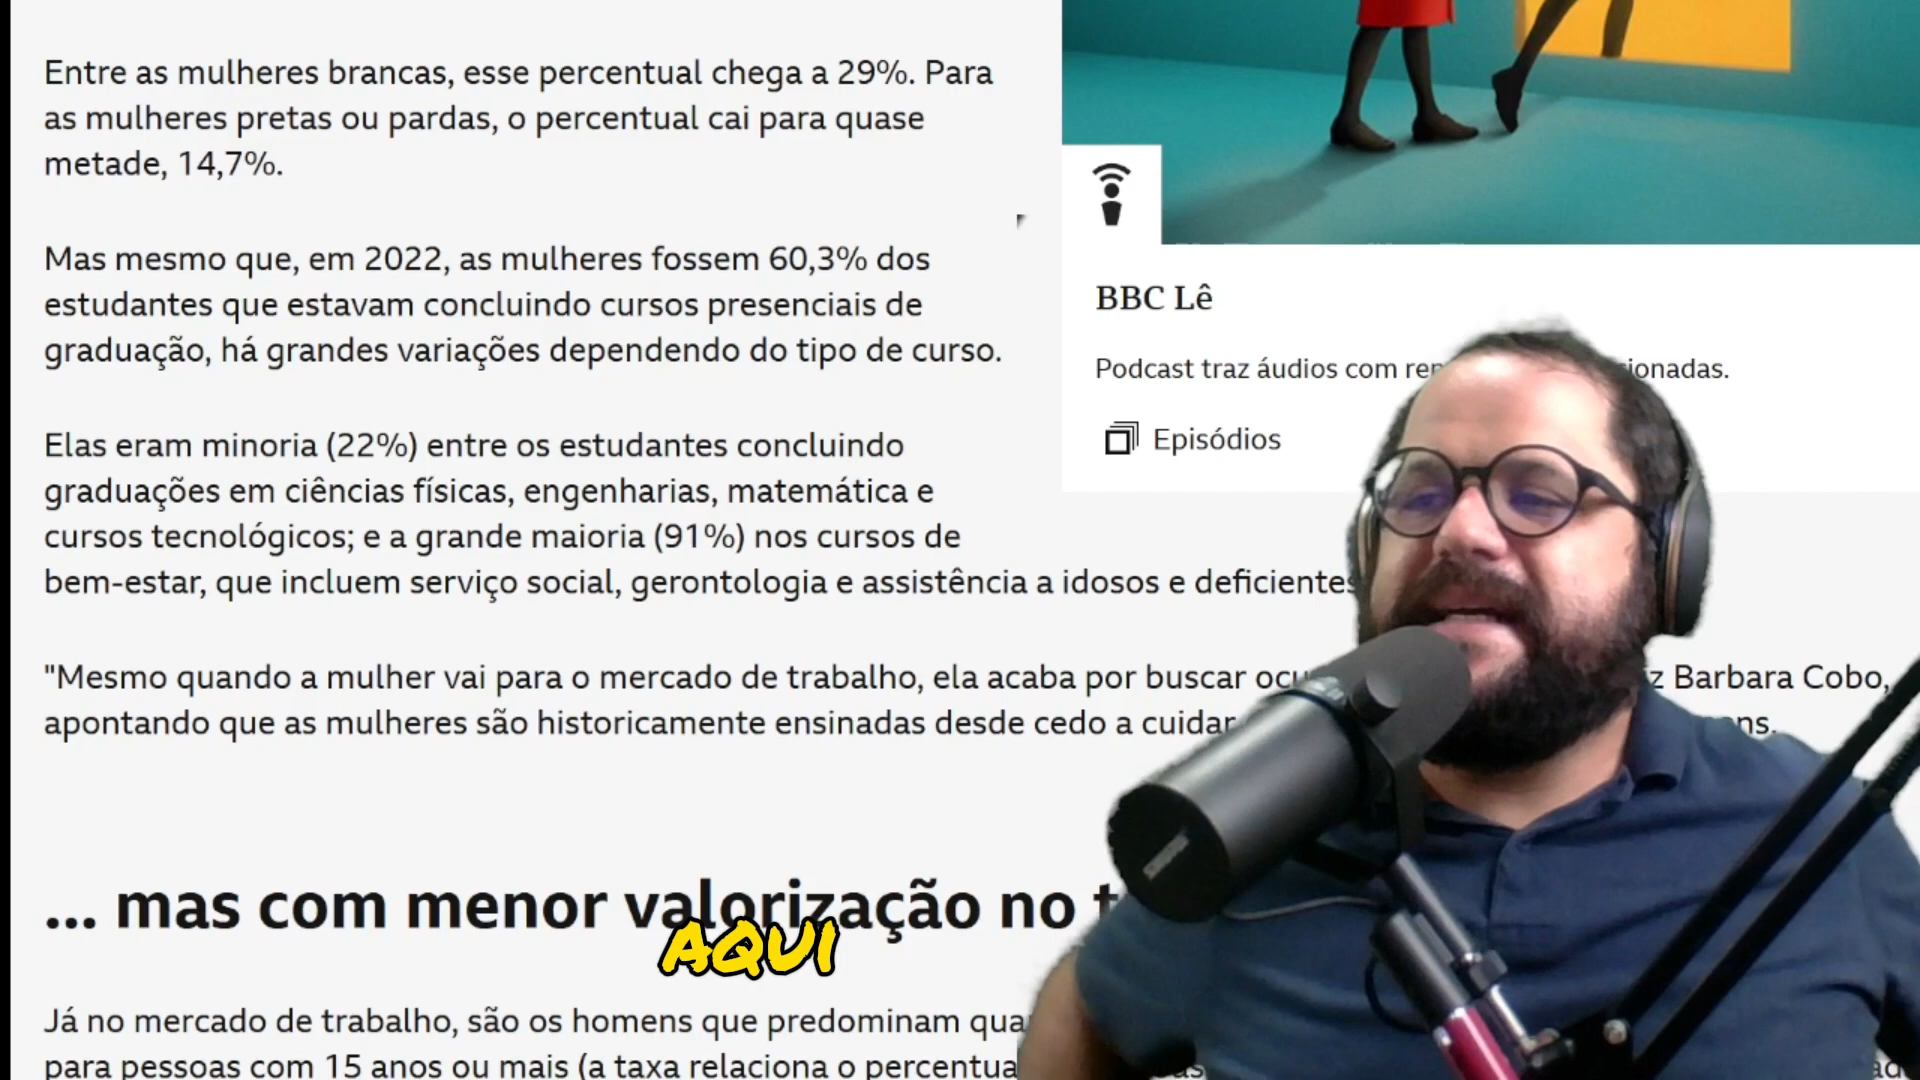 Entre as mulheres brancas, esse percentual chega a 29%. Para
as mulheres pretas ou pardas, o percentual cai para quase
metade, 14,7%.
Mas mesmo que, em 2022, as mulheres fossem 60,3% dos
estudantes que estavam concluindo cursos presenciais de
graduação, há grandes variações dependendo do tipo de curso.
Elas eram minoria (22%) entre os estudantes concluindo
graduações em ciências físicas, engenharias, matemática e
cursos tecnológicos; e a grande maioria (91%) nos cursos de
bem-estar, que incluem serviço social, gerontologia e assistência a idosos e deficientes
"Mesmo quando a mulher vai para o mercado de trabalho, ela acaba por buscar Barbara Cobo,
apontando que as mulheres são historicamente ensinadas desde cedo a cuidar
... mas com menor valorização no
AQUI
Já no mercado de trabalho, são os homens que predominam
para pessoas com 15 anos ou mais (a taxa relaciona o
BBC Lê
Podcast traz áudios com
Episódios